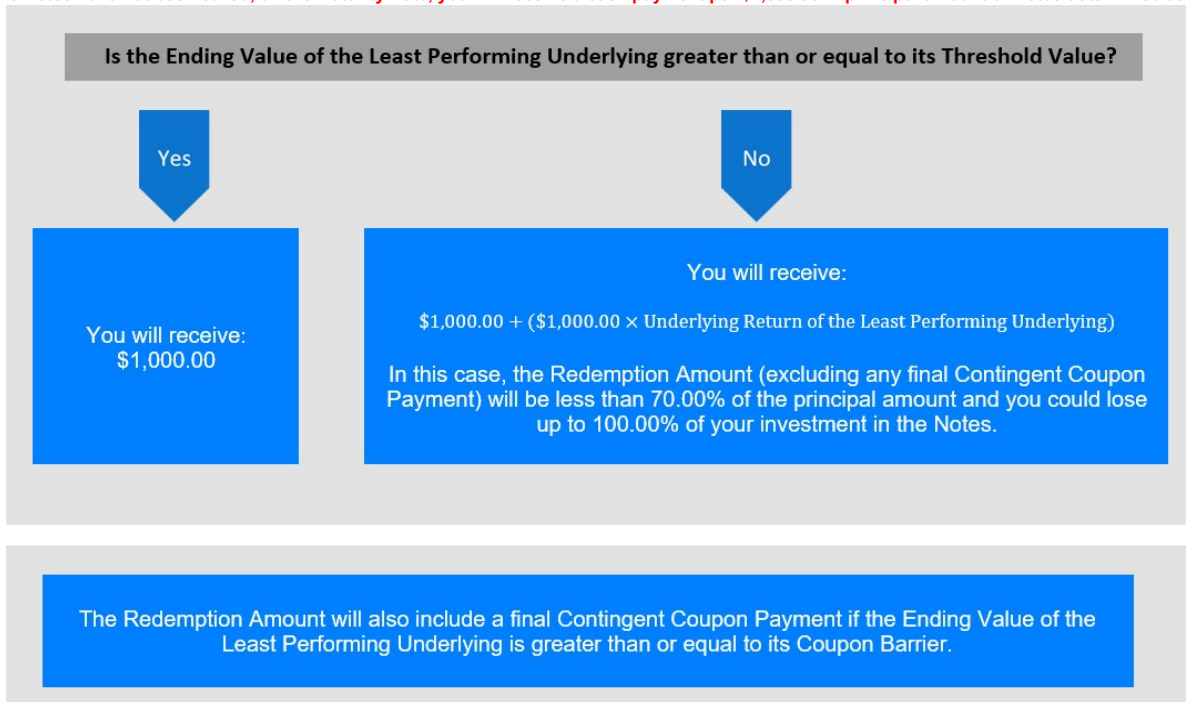 Is the Ending Value of the Least Performing Underlying greater than or equal to its Threshold Value?
Yes
No
You will receive:
$1,000.00
You will receive:
$1,000.00 + ($1,000.00 × Underlying Return of the Least Performing Underlying)
In this case, the Redemption Amount (excluding any final Contingent Coupon
Payment) will be less than 70.00% of the principal amount and you could lose
up to 100.00% of your investment in the Notes.
The Redemption Amount will also include a final Contingent Coupon Payment if the Ending Value of the
Least Performing Underlying is greater than or equal to its Coupon Barrier.